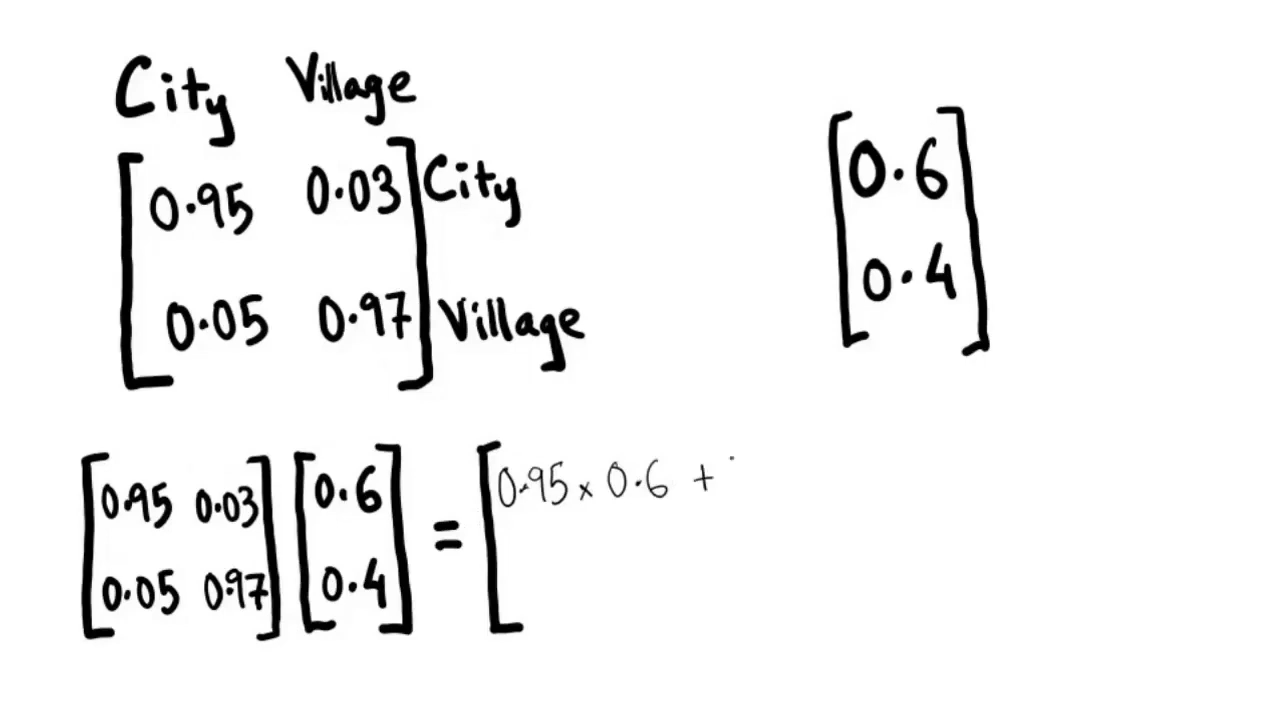 City Village
0.95 0.03 City
0.05 0.97 Village
0.6
0.4
0.95 0.03 0.6 = 0.95 × 0.6 +
0.05 0.97 0.4